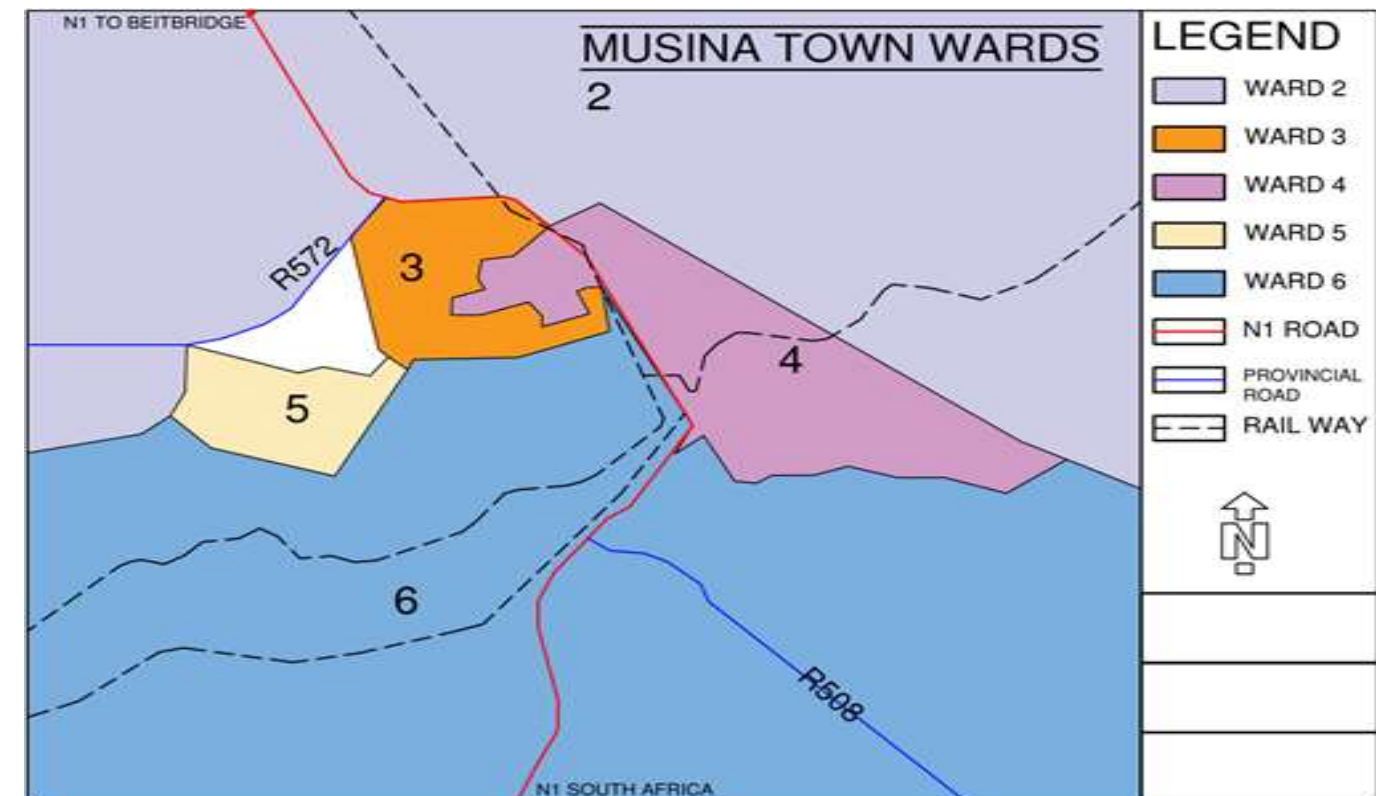 N1 TO BEITBRIDGE
MUSINA TOWN WARDS
2
R572
3
4
5
6
R508
N1 SOUTH AFRICA
LEGEND
WARD 2
WARD 3
WARD 4
WARD 5
WARD 6
N1 ROAD
PROVINCIAL
ROAD
RAIL WAY
N